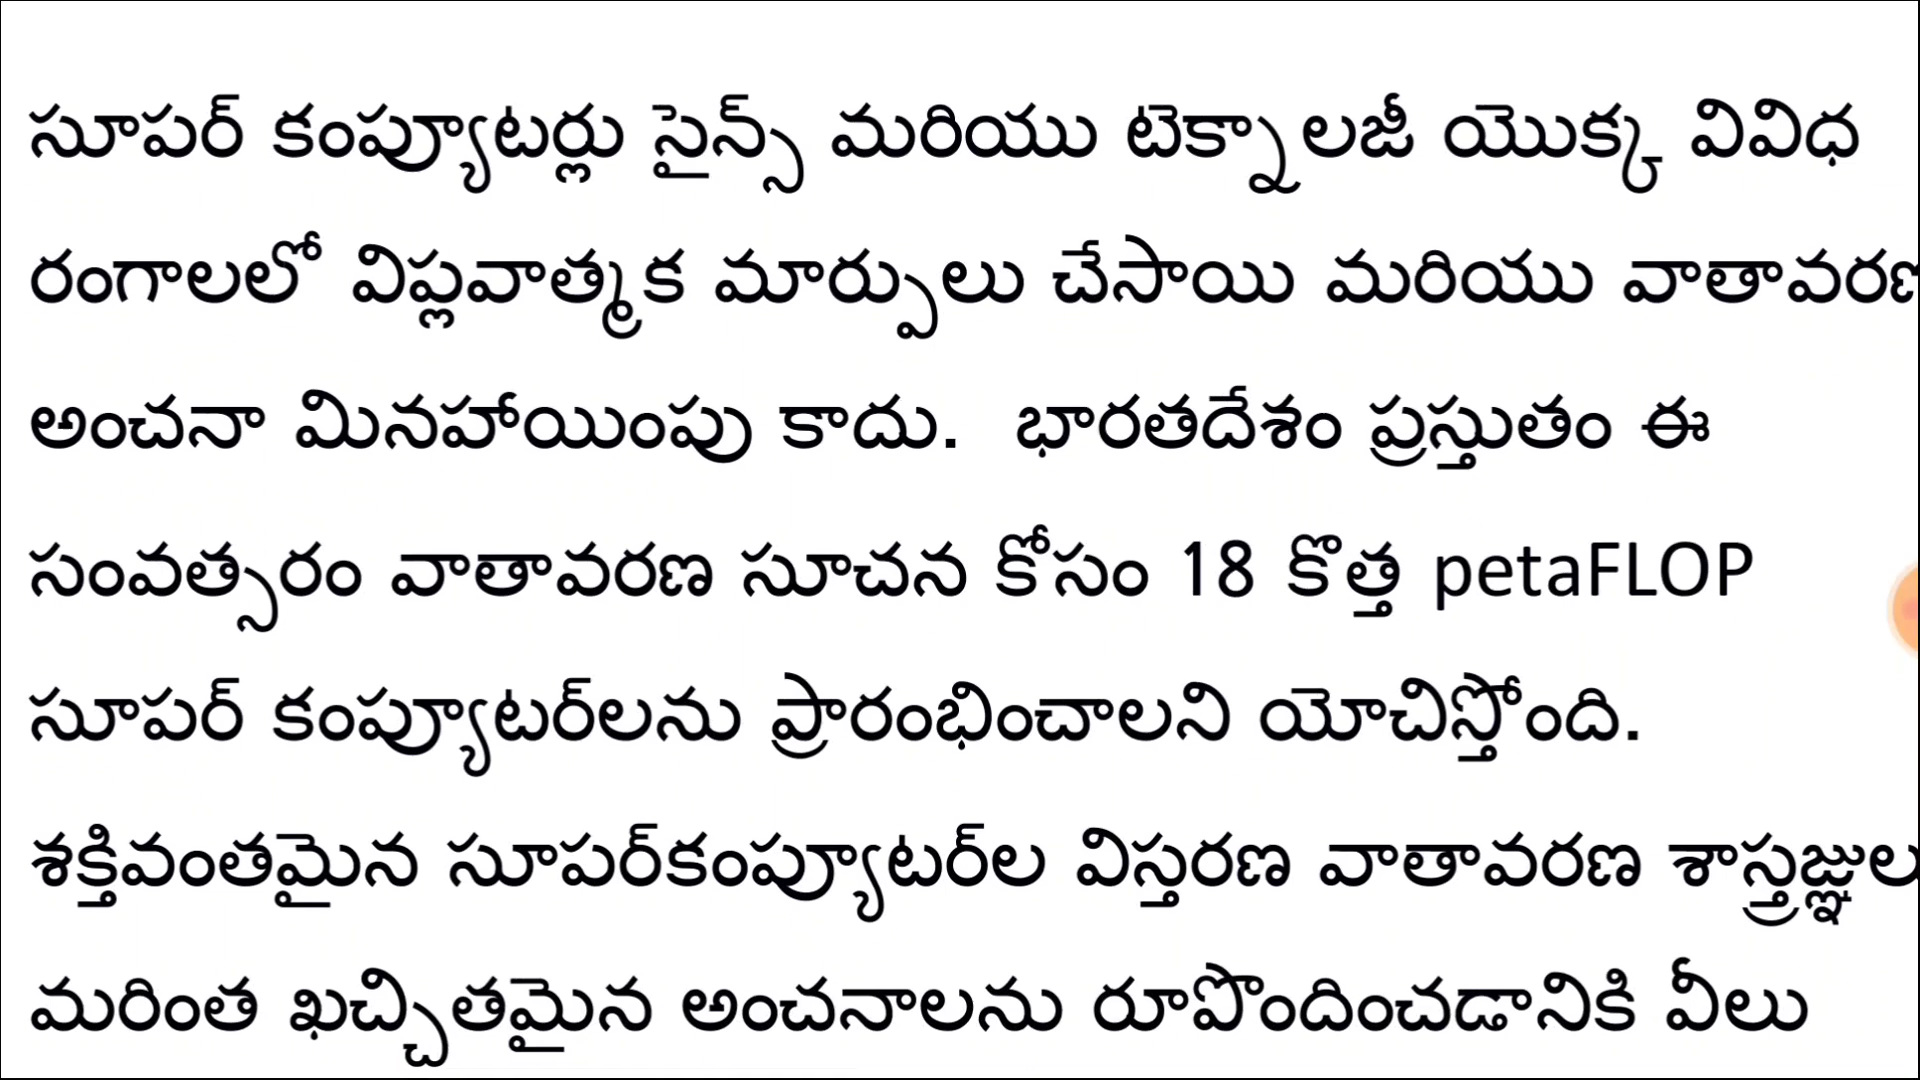 సూపర్ కంప్యూటర్లు సైన్స్ మరియు టెక్నాలజీ యొక్క వివిధ
రంగాలలో విప్లవాత్మక మార్పులు చేసాయి మరియు వాతావరణ
అంచనా మినహాయింపు కాదు. భారతదేశం ప్రస్తుతం ఈ
సంవత్సరం వాతావరణ సూచన కోసం 18 కొత్త petaFLOP
సూపర్ కంప్యూటర్‌లను ప్రారంభించాలని యోచిస్తోంది.
శక్తివంతమైన సూపర్‌కంప్యూటర్‌ల విస్తరణ వాతావరణ శాస్త్రజ్ఞుల
మరింత ఖచ్చితమైన అంచనాలను రూపొందించడానికి వీలు